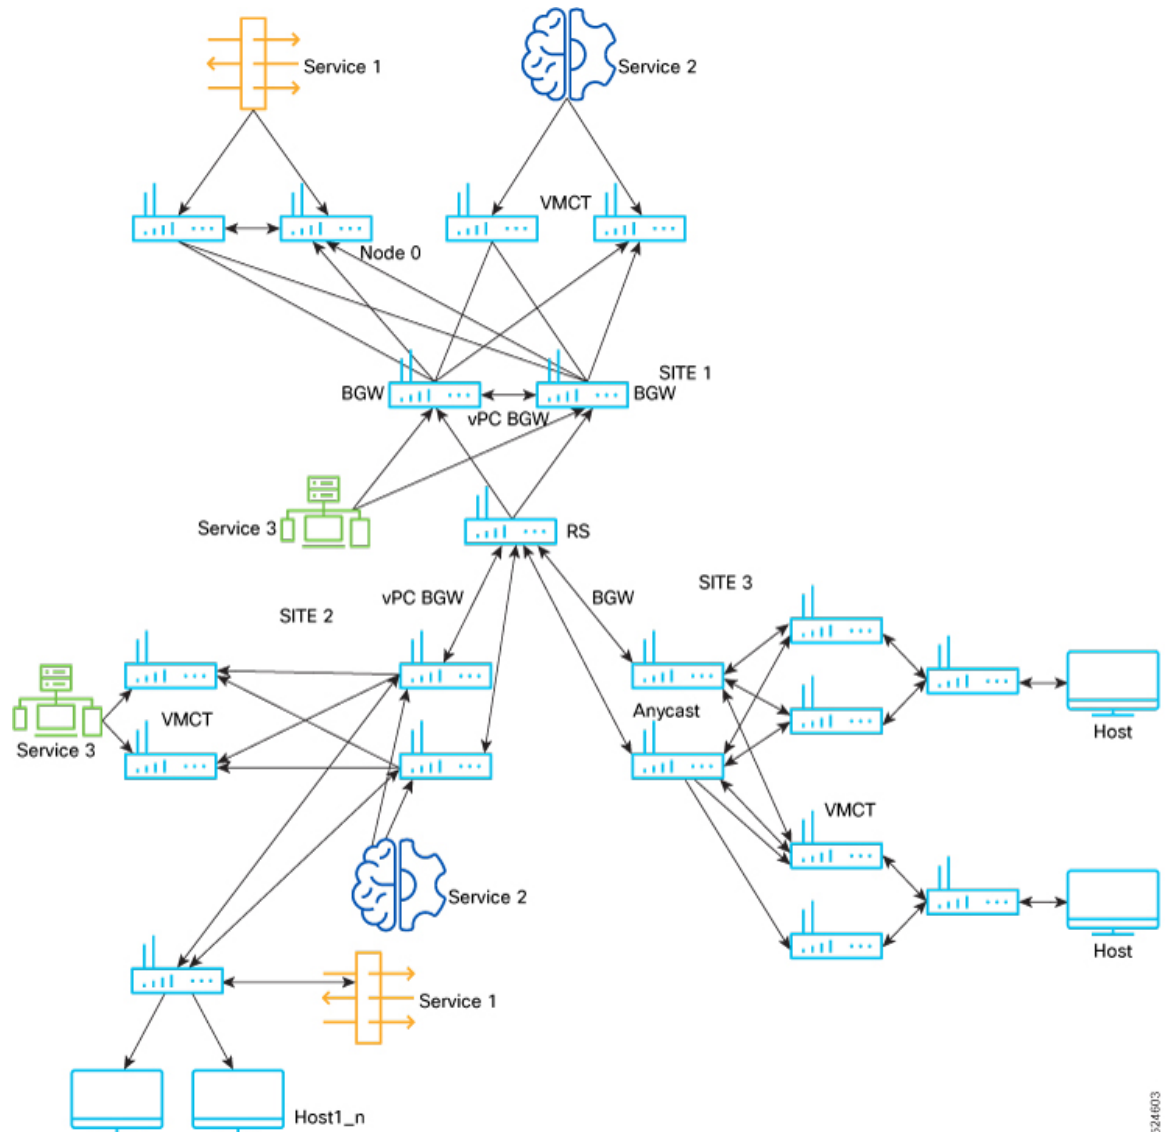 Service 1
Service 2
VMCT
Node 0
SITE 1
BGW
BGW
vPC BGW
Service 3
RS
SITE 3
vPC BGW
BGW
SITE 2
Anycast
VMCT
Service 3
Host
VMCT
Service 2
Host
Service 1
Host1_n
524603